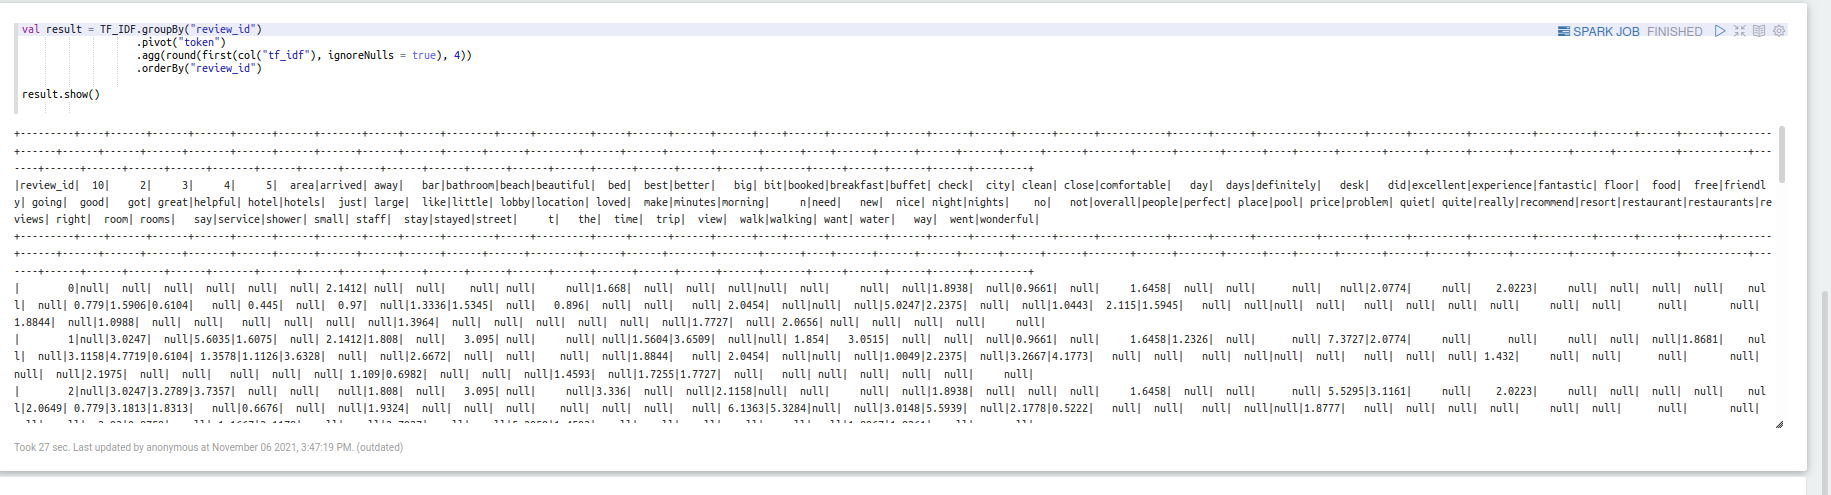 val result = TF_IDF.groupBy("review_id")
.pivot("token")
.agg(round(first(col("tf_idf"), ignoreNulls = true), 4))
.orderBy("review_id")
result.show()
SPARK JOB FINISHED
|review_id| 10| 2| 3| 4| 5| area|arrived| away| bar|bathroom|beach|beautiful| bed| best|better| big| bit|booked|breakfast|buffet| check| city| clean| close|comfortable| day| days|definitely| desk| did|excellent|experience|fantastic| floor| food| free|friendl
y| going| good| got| great|helpful| hotel|hotels| just| large| like|little| lobby|location| loved| make|minutes|morning| n|need| new| nice| night|nights| no| not|overall|people|perfect| place|pool| price|problem| quiet| quite|really|recommend|resort|restaurant|restaurants|re
views| right| room| rooms| say|service|shower| small| staff| stay|stayed|street| t| the| time| trip| view| walk|walking| want| water| way| went|wonderful|
| 0|null| null| null| null| null| null| 2.1412| null| null| null| null| null|1.668| null| null| null|null| null| null| null|1.8938| null|0.9661| null| 1.6458| null| null| null| null|2.0774| null| 2.0223| null| null| null| null| nul
l| null| 0.779|1.5906|0.6104| null| 0.445| null| 0.97| null|1.3336|1.5345| null| 0.896| null| null| null| 2.0454| null|null| null|5.0247|2.2375| null|1.0443| 2.115|1.5945| null| null|null| null| null| null| null| null| null| null| null| null|
1.8844| null|1.0988| null| null| null| null| null| null|1.3964| null| null| null| null| null| null|1.7727| null| 2.0656| null| null| null| null| null|
| 1|null|3.0247| null|5.6035|1.6075| null| 2.1412|1.808| null| 3.095| null| null|1.5604|3.6509| null|null| 1.854| 3.0515| null| null| null|0.9661| null| 1.6458|1.2326| null| 7.3727|2.0774| null| null| null| null| null|1.8681| nul
l| null|3.1158|4.7719|0.6104| 1.3578|1.1126|3.6328| null| null|2.6672| null| null| null| null|1.8844| null| 2.0454| null|null| null|1.0049|2.2375| null|3.2667|4.1773| null| null| null| null|null| null| null| null| null| 1.432| null| null| null| null|
null| null|2.1975| null| null| null| 1.109|0.6982| null| null| null|1.4593| null|1.7255|1.7727| null| null| null| null| null| null| null|
| 2|null|3.0247|3.2789|3.7357| null| null| null|1.808| null| 3.095| null| null|3.336| null| null|2.1158|null| null| null| null|1.8938| null| null| null| 1.6458| null| null| null| 5.5295|3.1161| null| 2.0223| null| null| null| null| nul
l|2.0649| 0.779|3.1813|1.8313| null|0.6676| null| null|1.9324| null| null| null| null| null| null| null| 6.1363|5.3284|null| null|3.0148|5.5939| null|2.1778|0.5222| null| null| null| null|null|1.8777| null| null| null| null| null| null| null| null|
Took 27 sec. Last updated by anonymous at November 06 2021, 3:47:19 PM. (outdated)